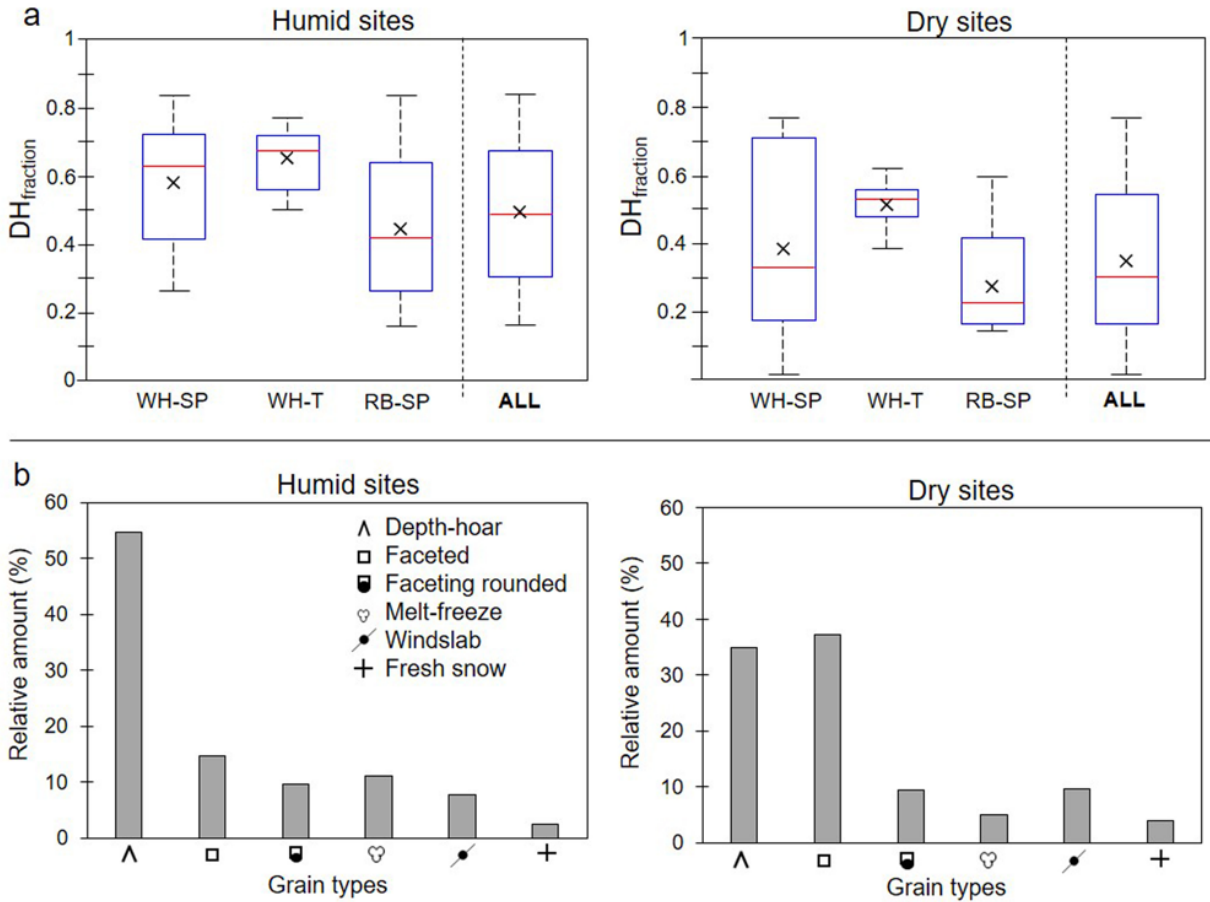 a
Humid sites
Dry sites
1
0.8
0.6
0.4
0.2
0
DHfraction
WH-SP WH-T RB-SP ALL
1
0.8
0.6
0.4
0.2
DHfraction
WH-SP WH-T RB-SP ALL
b
Humid sites
Dry sites
60
50
40
30
20
10
0
Relative amount (%)
Depth-hoar
Faceted
Faceting rounded
Melt-freeze
Windslab
Fresh snow
Grain types
60
50
40
30
20
10
0
Relative amount (%)
Grain types